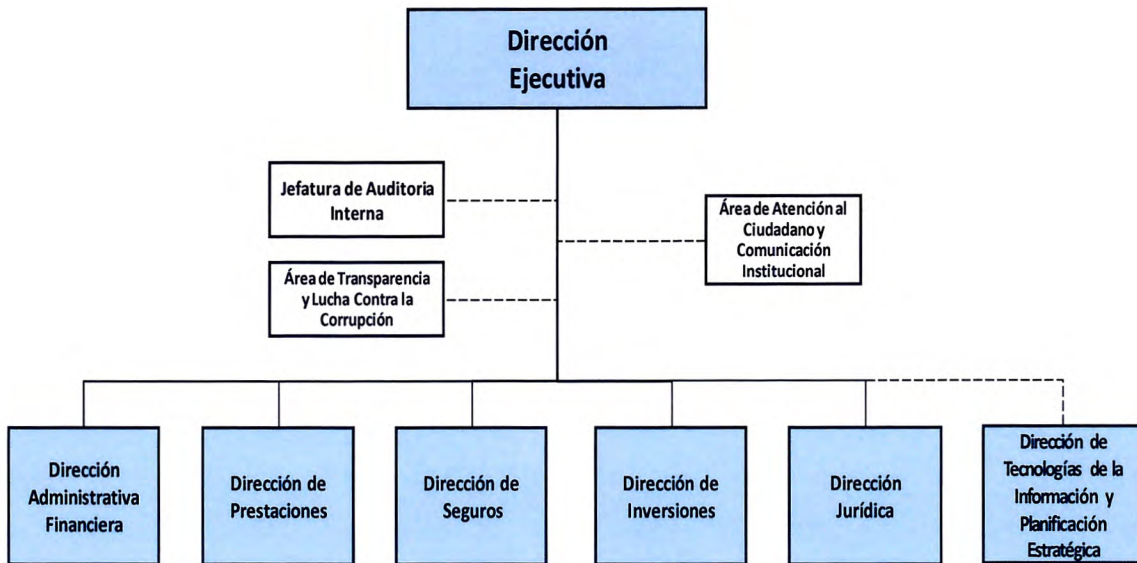 Dirección
Ejecutiva
Jefatura de Auditoria
Interna
Área de Atención al
Ciudadano y
Comunicación
Institucional
Área de Transparencia
y Lucha Contra la
Corrupción
Dirección
Administrativa
Financiera
Dirección de
Prestaciones
Dirección de
Seguros
Dirección de
Inversiones
Dirección
Jurídica
Dirección de
Tecnologías de la
Información y
Planificación
Estratégica